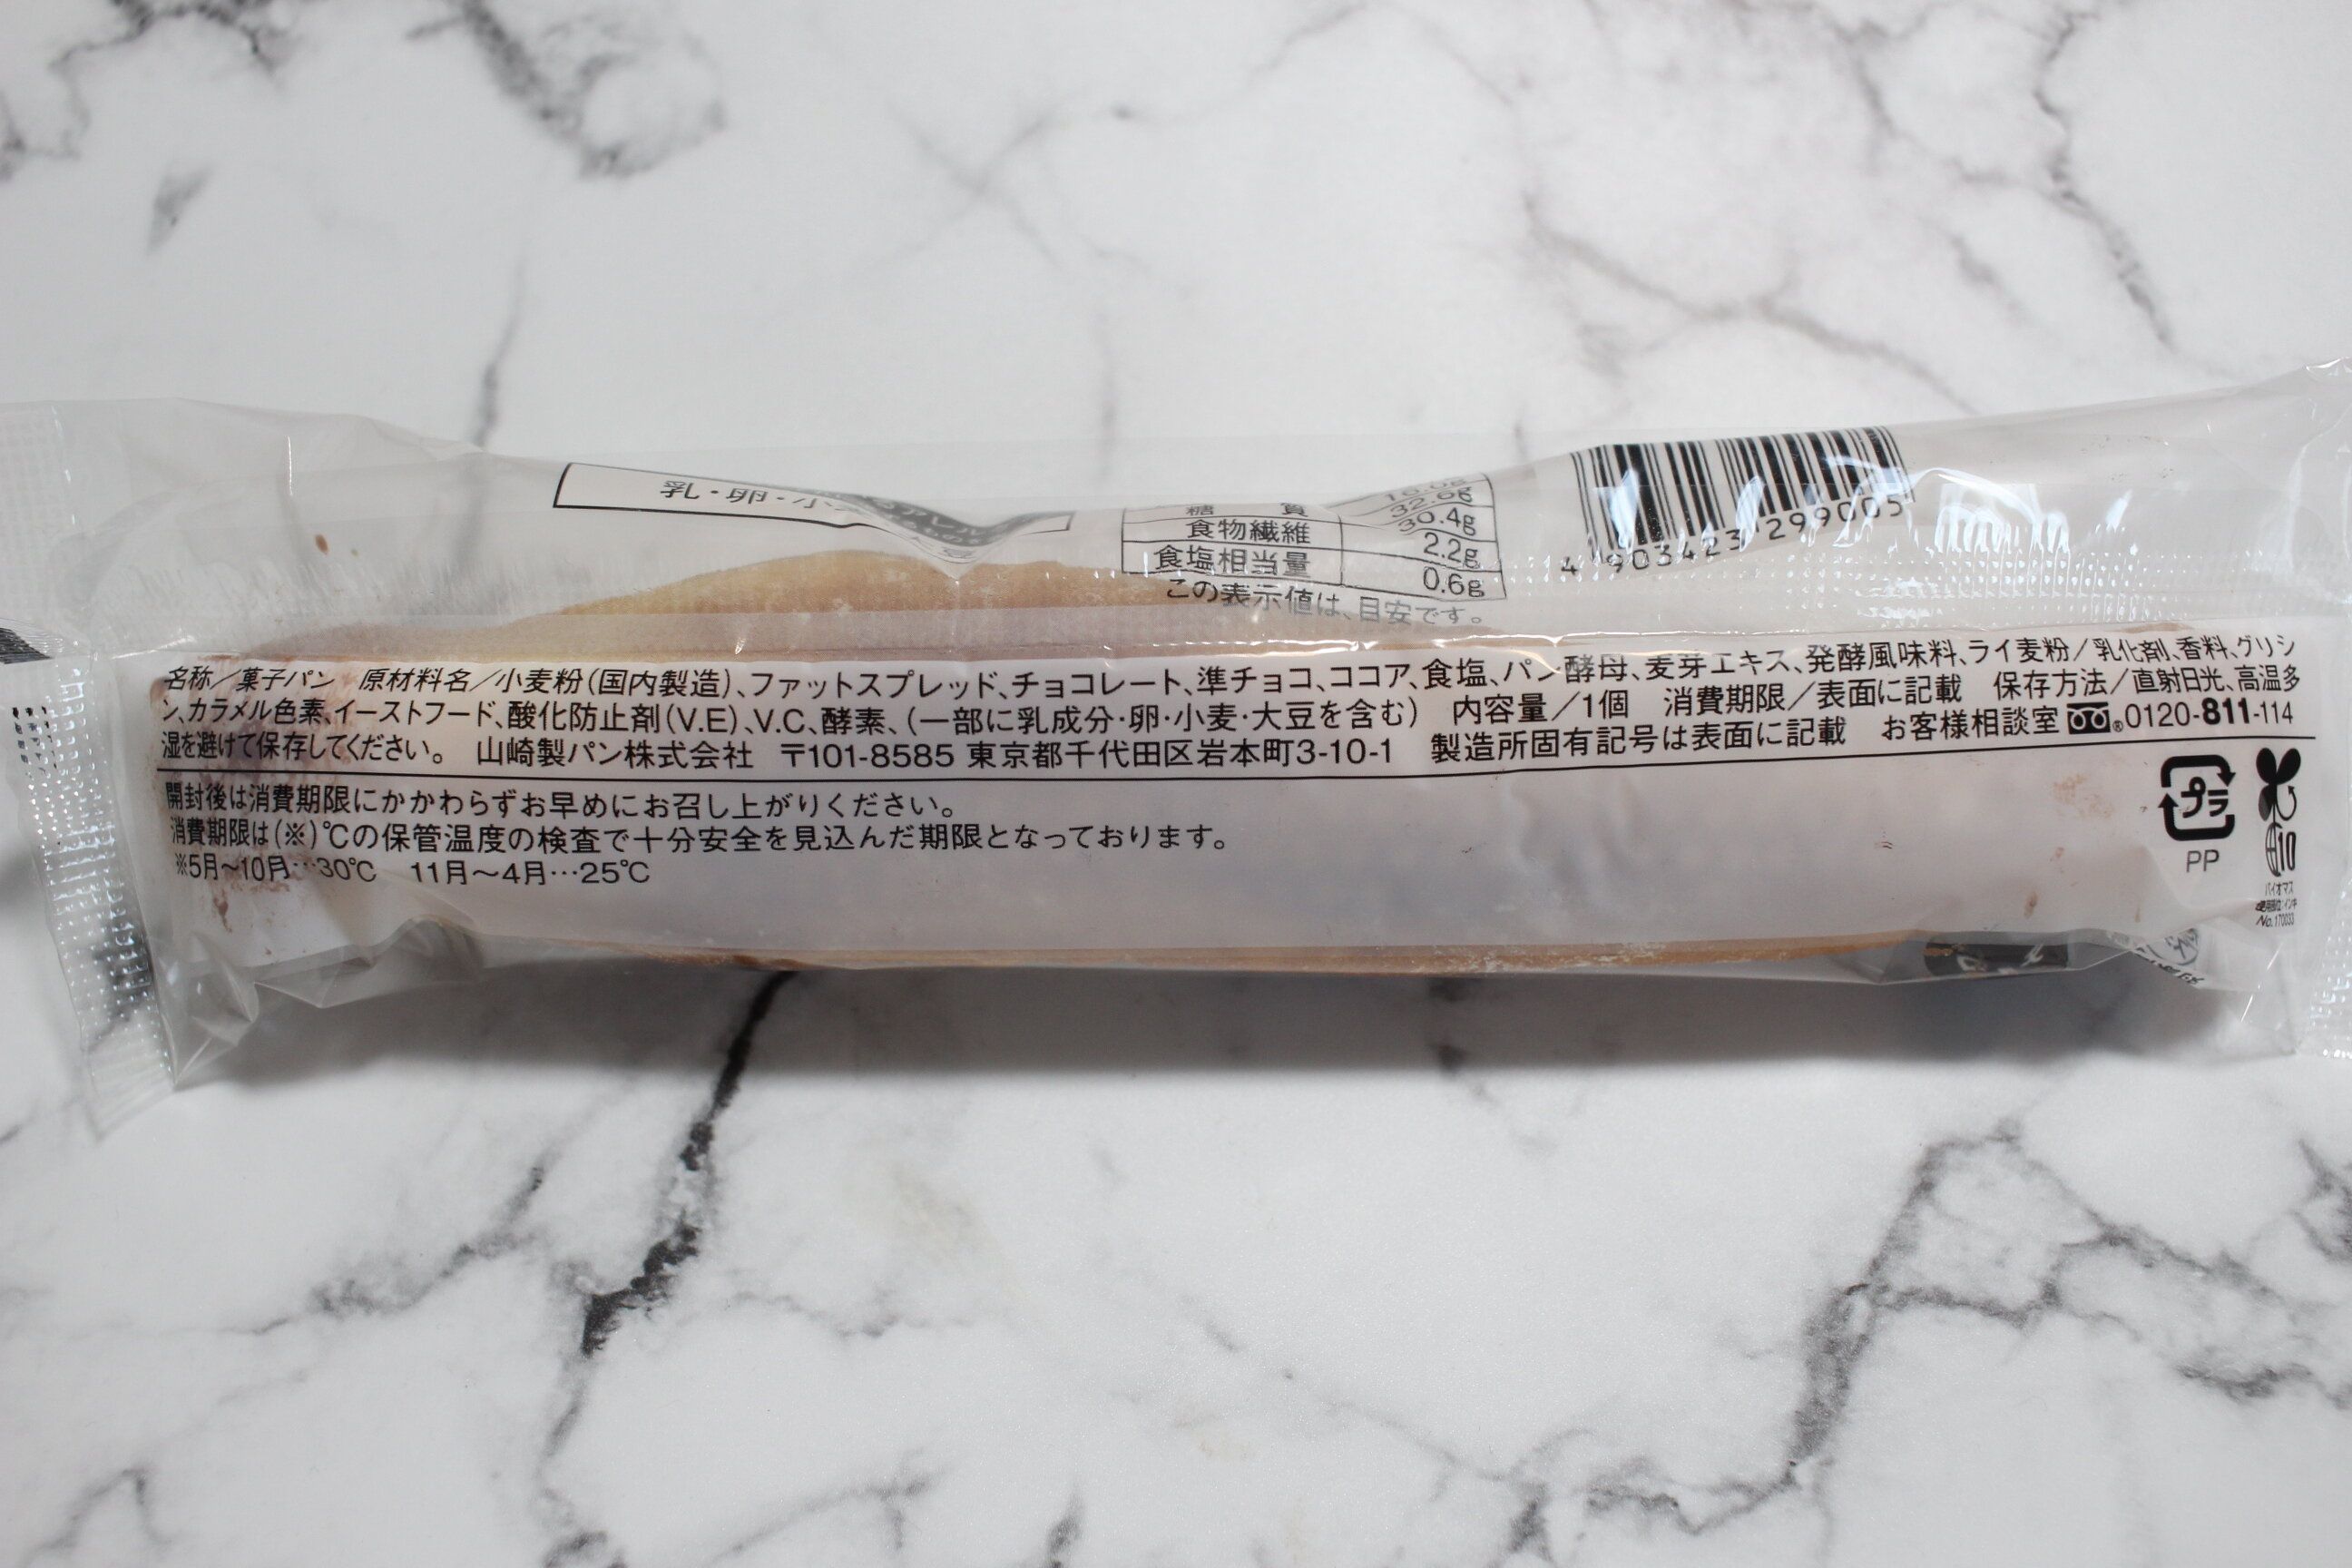 乳・卵・小
糖質
32.6g
食物繊維 30.4g
2.2g
食塩相当量 0.6g
この表示値は、目安です。
4 903423 299005
名称／菓子パン 原材料名／小麦粉（国内製造）、ファットスプレッド、チョコレート、準チョコ、ココア、食塩、パン酵母、麦芽エキス、発酵風味料、ライ麦粉／乳化剤、香料、グリシ
ン、カラメル色素、イーストフード、酸化防止剤（V.E）、V.C、酵素、（一部に乳成分・卵・小麦・大豆を含む） 内容量／1個 消費期限／表面に記載 保存方法／直射日光、高温多
湿を避けて保存してください。 山崎製パン株式会社 〒101-8585 東京都千代田区岩本町3-10-1 製造所固有記号は表面に記載 お客様相談室 ®0120-811-114
開封後は消費期限にかかわらずお早めにお召し上がりください。
消費期限は（※）℃の保管温度の検査で十分安全を見込んだ期限となっております。
※5月～10月…30℃ 11月～4月…25℃
プラ
PP
10
バイオマス
No.170033